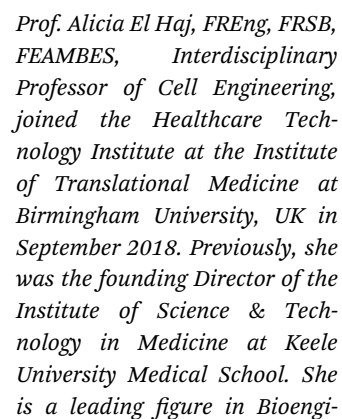 Prof. Alicia El Haj, FREng, FRSB,
FEAMBES, Interdisciplinary
Professor of Cell Engineering,
joined the Healthcare Tech-
nology Institute at the Institute
of Translational Medicine at
Birmingham University, UK in
September 2018. Previously, she
was the founding Director of the
Institute of Science & Tech-
nology in Medicine at Keele
University Medical School. She
is a leading figure in Bioengi-